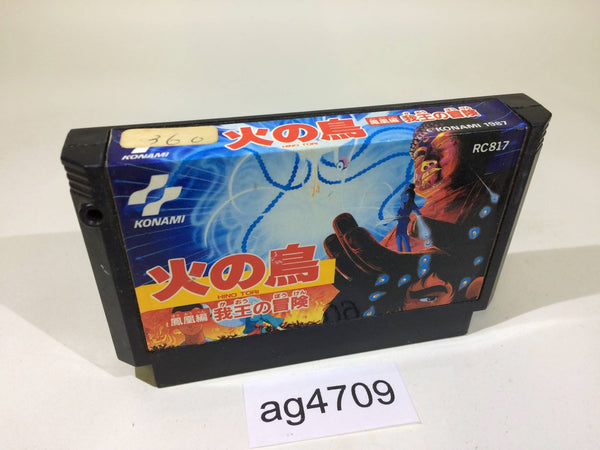 360
KONAMI
火の鳥
HINO TORI
鳳凰編 我王の冒険
© KONAMI 1987
RC817
KONAMI
火の鳥
HINO TORI
鳳凰編 我王の冒険
がおう ぼうけん
ag4709